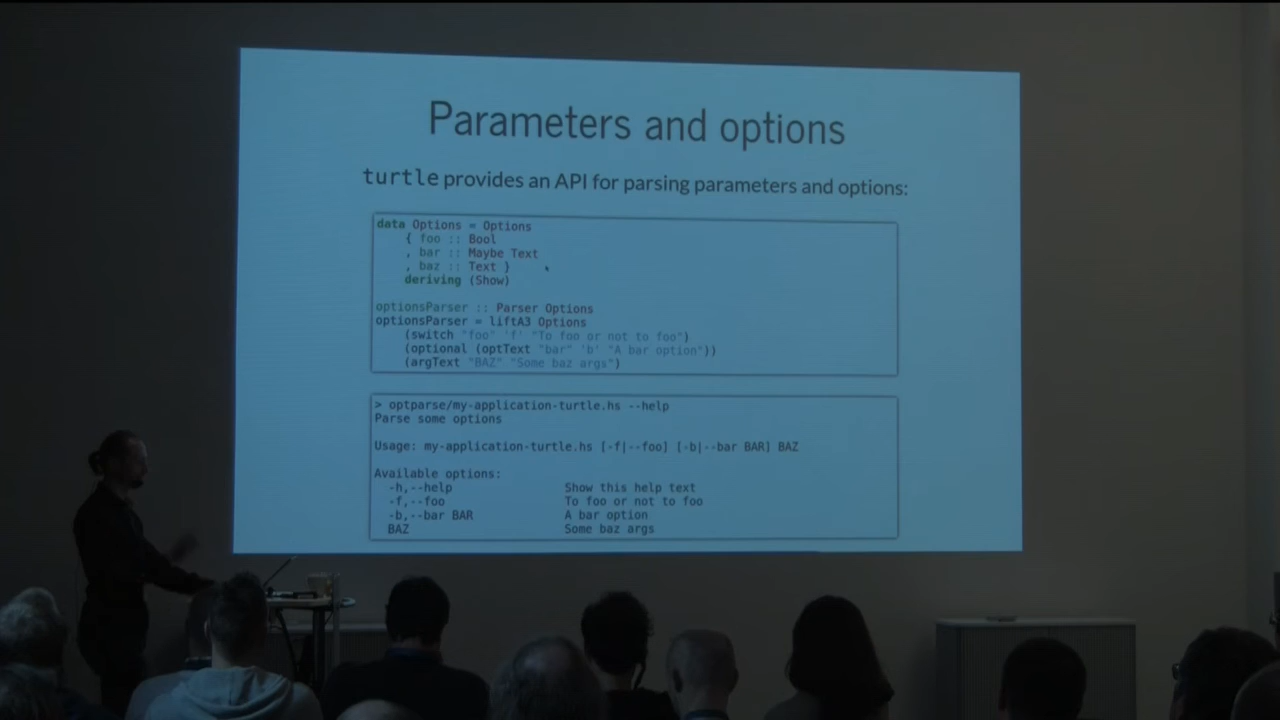 Parameters and options
turtle provides an API for parsing parameters and options:
data Options = Options
{ foo :: Bool
, bar :: Maybe Text
, baz :: Text }
deriving (Show)
optionsParser :: Parser Options
optionsParser = liftA3 Options
(switch "foo" 'f' "To foo or not to foo")
(optional (optText "bar" 'b' "A bar option"))
(argText "BAZ" "Some baz args")
> optparse/my-application-turtle.hs --help
Parse some options
Usage: my-application-turtle.hs [-f|--foo] [-b|--bar BAR] BAZ
Available options:
-h,--help Show this help text
-f,--foo To foo or not to foo
-b,--bar BAR A bar option
BAZ Some baz args